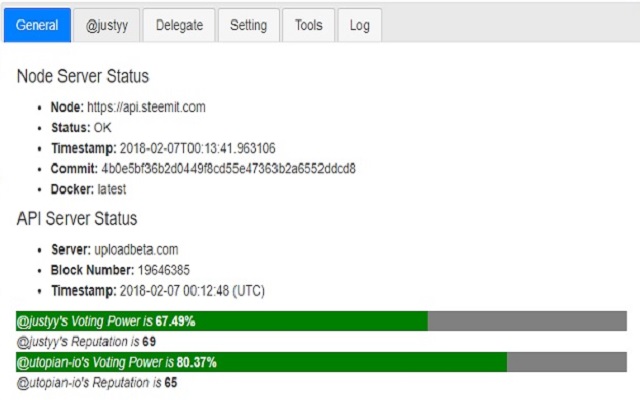 General @justyy Delegate Setting Tools Log
Node Server Status
Node: https://api.steemit.com
Status: OK
Timestamp: 2018-02-07T00:13:41.963106
Commit: 4b0e5bf36b2d0449f8cd55e47363b2a6552ddcd8
Docker: latest
API Server Status
Server: uploadbeta.com
Block Number: 19646385
Timestamp: 2018-02-07 00:12:48 (UTC)
@justyy's Voting Power is 67.49%
@justyy's Reputation is 69
@utopian-io's Voting Power is 80.37%
@utopian-io's Reputation is 65